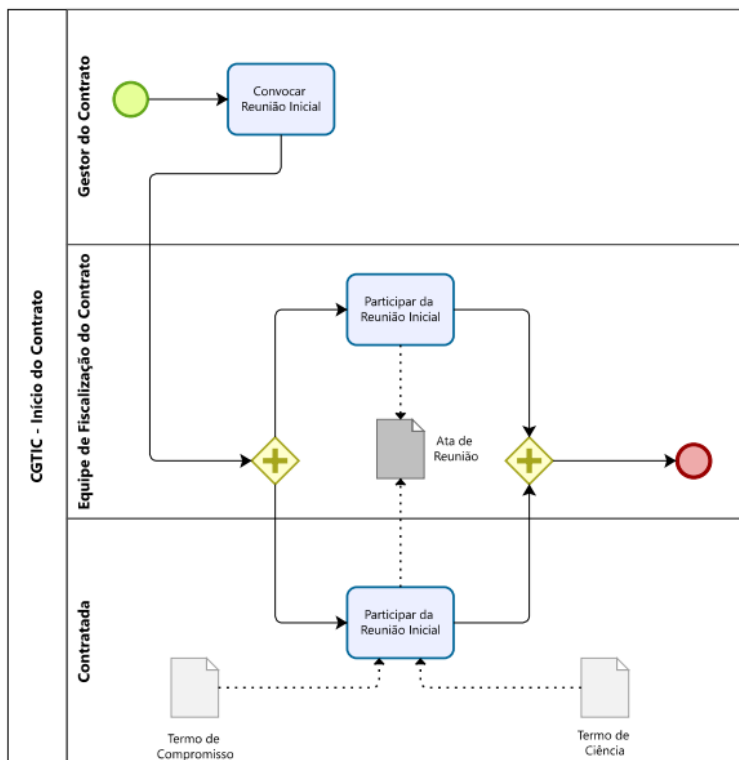 CGTIC - Início do Contrato
Gestor do Contrato
Convocar
Reunião Inicial
Equipe de Fiscalização do Contrato
Participar da
Reunião Inicial
Ata de
Reunião
Contratada
Participar da
Reunião Inicial
Termo de
Compromisso
Termo de
Ciência